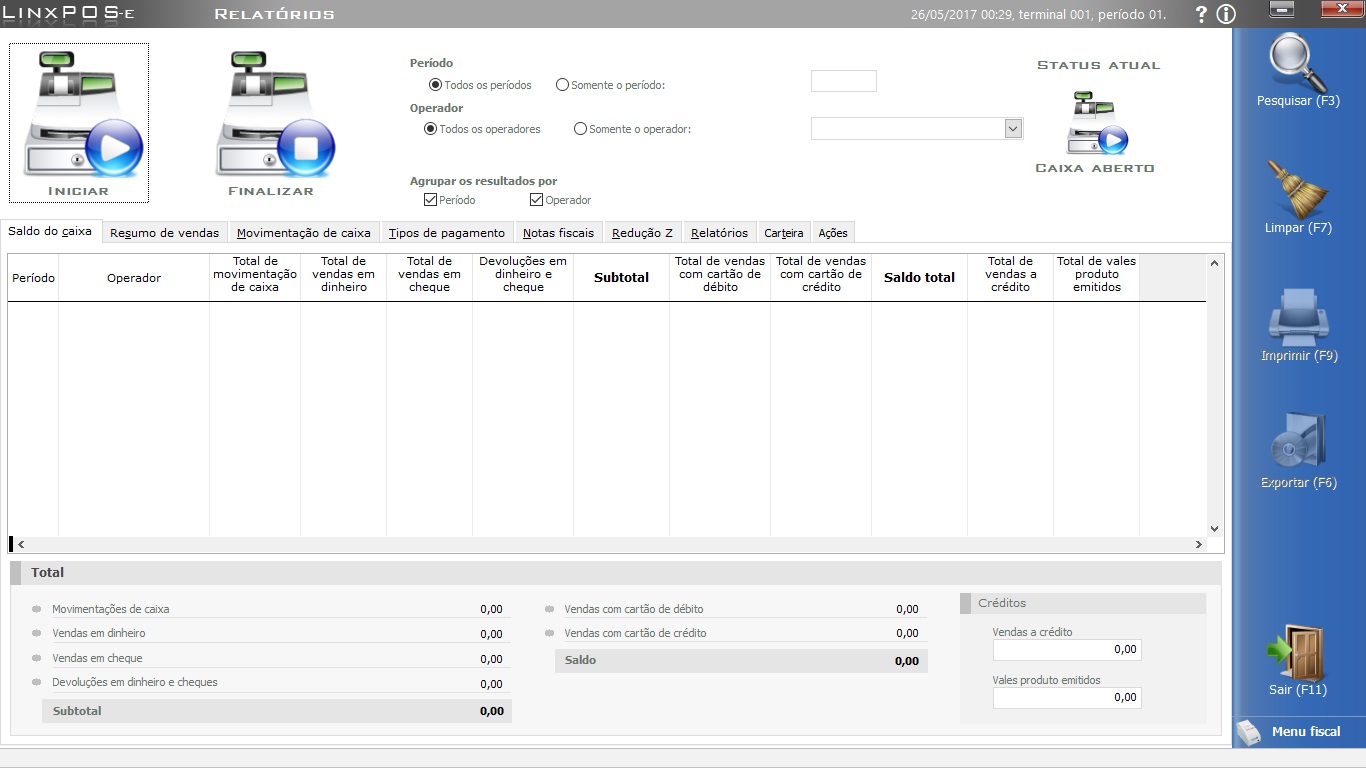 LinxPOS-e
Relatórios
26/05/2017 00:29, terminal 001, período 01.
?
Iniciar
Finalizar
Período
Todos os períodos
Somente o período:
Operador
Todos os operadores
Somente o operador:
Agrupar os resultados por
Período
Operador
Status atual
Caixa aberto
Saldo do caixa
Resumo de vendas
Movimentação de caixa
Tipos de pagamento
Notas fiscais
Redução Z
Relatórios
Carteira
Ações
Período
Operador
Total de
movimentação
de caixa
Total de
vendas em
dinheiro
Total de
vendas em
cheque
Devoluções em
dinheiro e
cheque
Subtotal
Total de vendas
com cartão de
débito
Total de vendas
com cartão de
crédito
Saldo total
Total de
vendas a
crédito
Total de vales
produto
emitidos
Total
Movimentações de caixa 0,00
Vendas em dinheiro 0,00
Vendas em cheque 0,00
Devoluções em dinheiro e cheques 0,00
Subtotal 0,00
Vendas com cartão de débito 0,00
Vendas com cartão de crédito 0,00
Saldo 0,00
Créditos
Vendas a crédito
0,00
Vales produto emitidos
0,00
Pesquisar (F3)
Limpar (F7)
Imprimir (F9)
Exportar (F6)
Sair (F11)
Menu fiscal